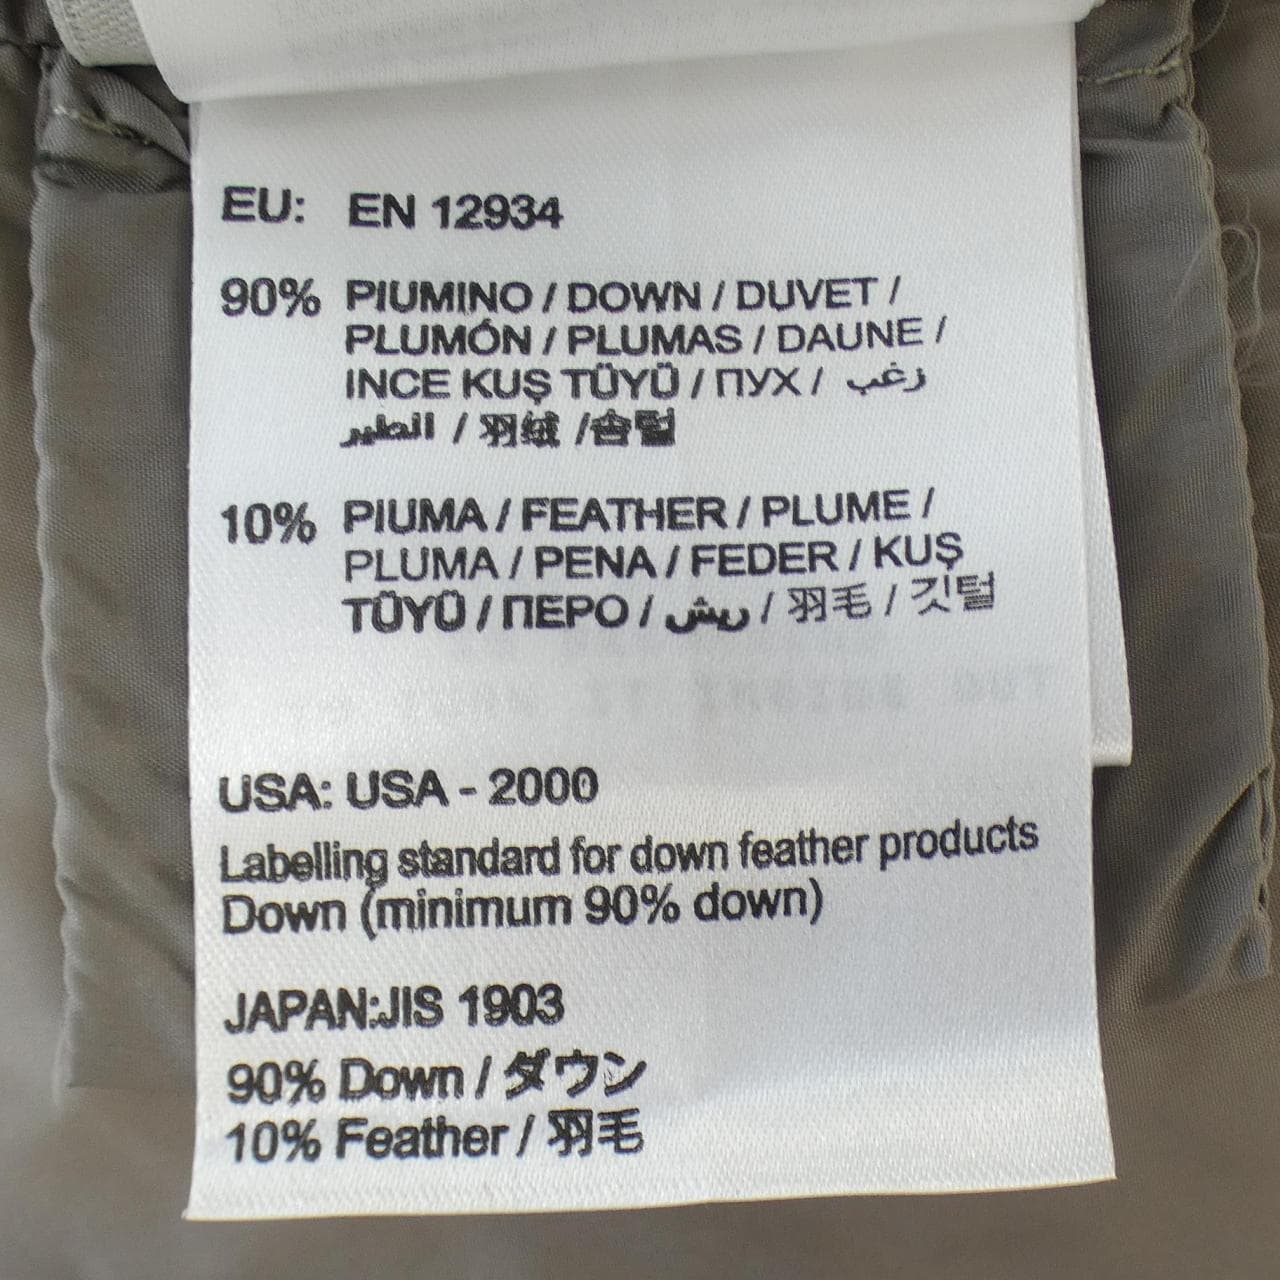 EU: EN 12934
90% PIUMINO / DOWN / DUVET /
PLUMÓN / PLUMAS / DAUNE /
INCE KUŞ TÜYÜ / ПУХ / زغب
الطير / 羽绒 /솜털
10% PIUMA / FEATHER / PLUME /
PLUMA / PENA / FEDER / KUŞ
TÜYÜ / ПЕРО / ريش / 羽毛 / 깃털
USA: USA - 2000
Labelling standard for down feather products
Down (minimum 90% down)
JAPAN:JIS 1903
90% Down / ダウン
10% Feather / 羽毛